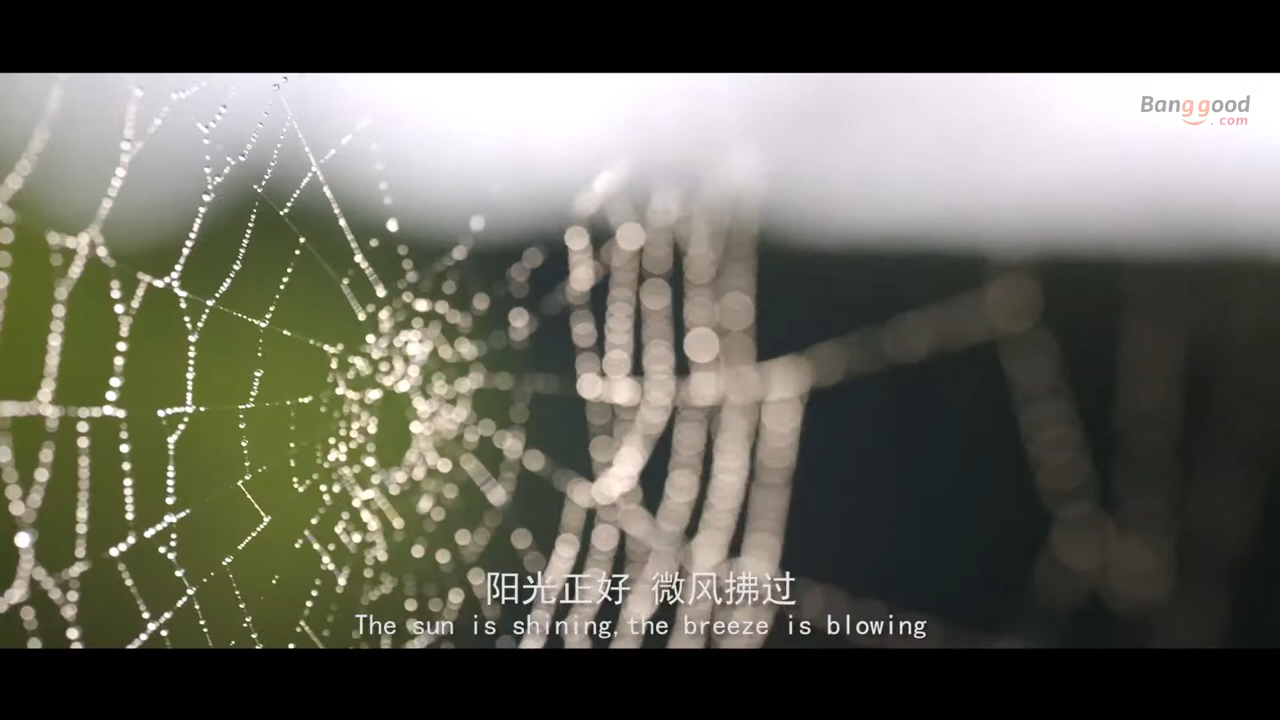 Banggood
.com
阳光正好 微风拂过
The sun is shining,the breeze is blowing